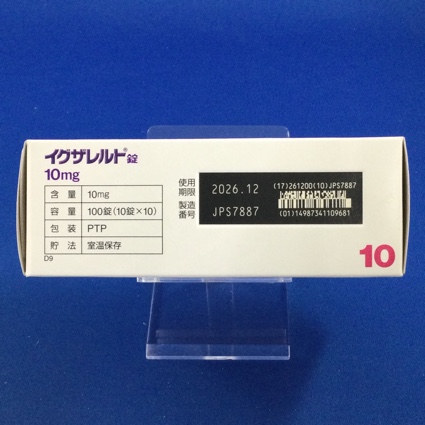 イグザレルト®錠
10mg
含量 10mg
容量 100錠(10錠×10)
包装 PTP
貯法 室温保存
D9
使用期限 2026.12
製造番号 JPS7887
(17)261200(10)JPS7887
(01)14987341109681
10